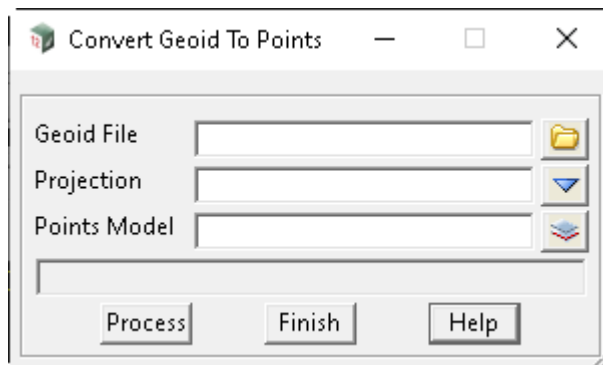 Convert Geoid To Points
Geoid File
Projection
Points Model
Process Finish Help